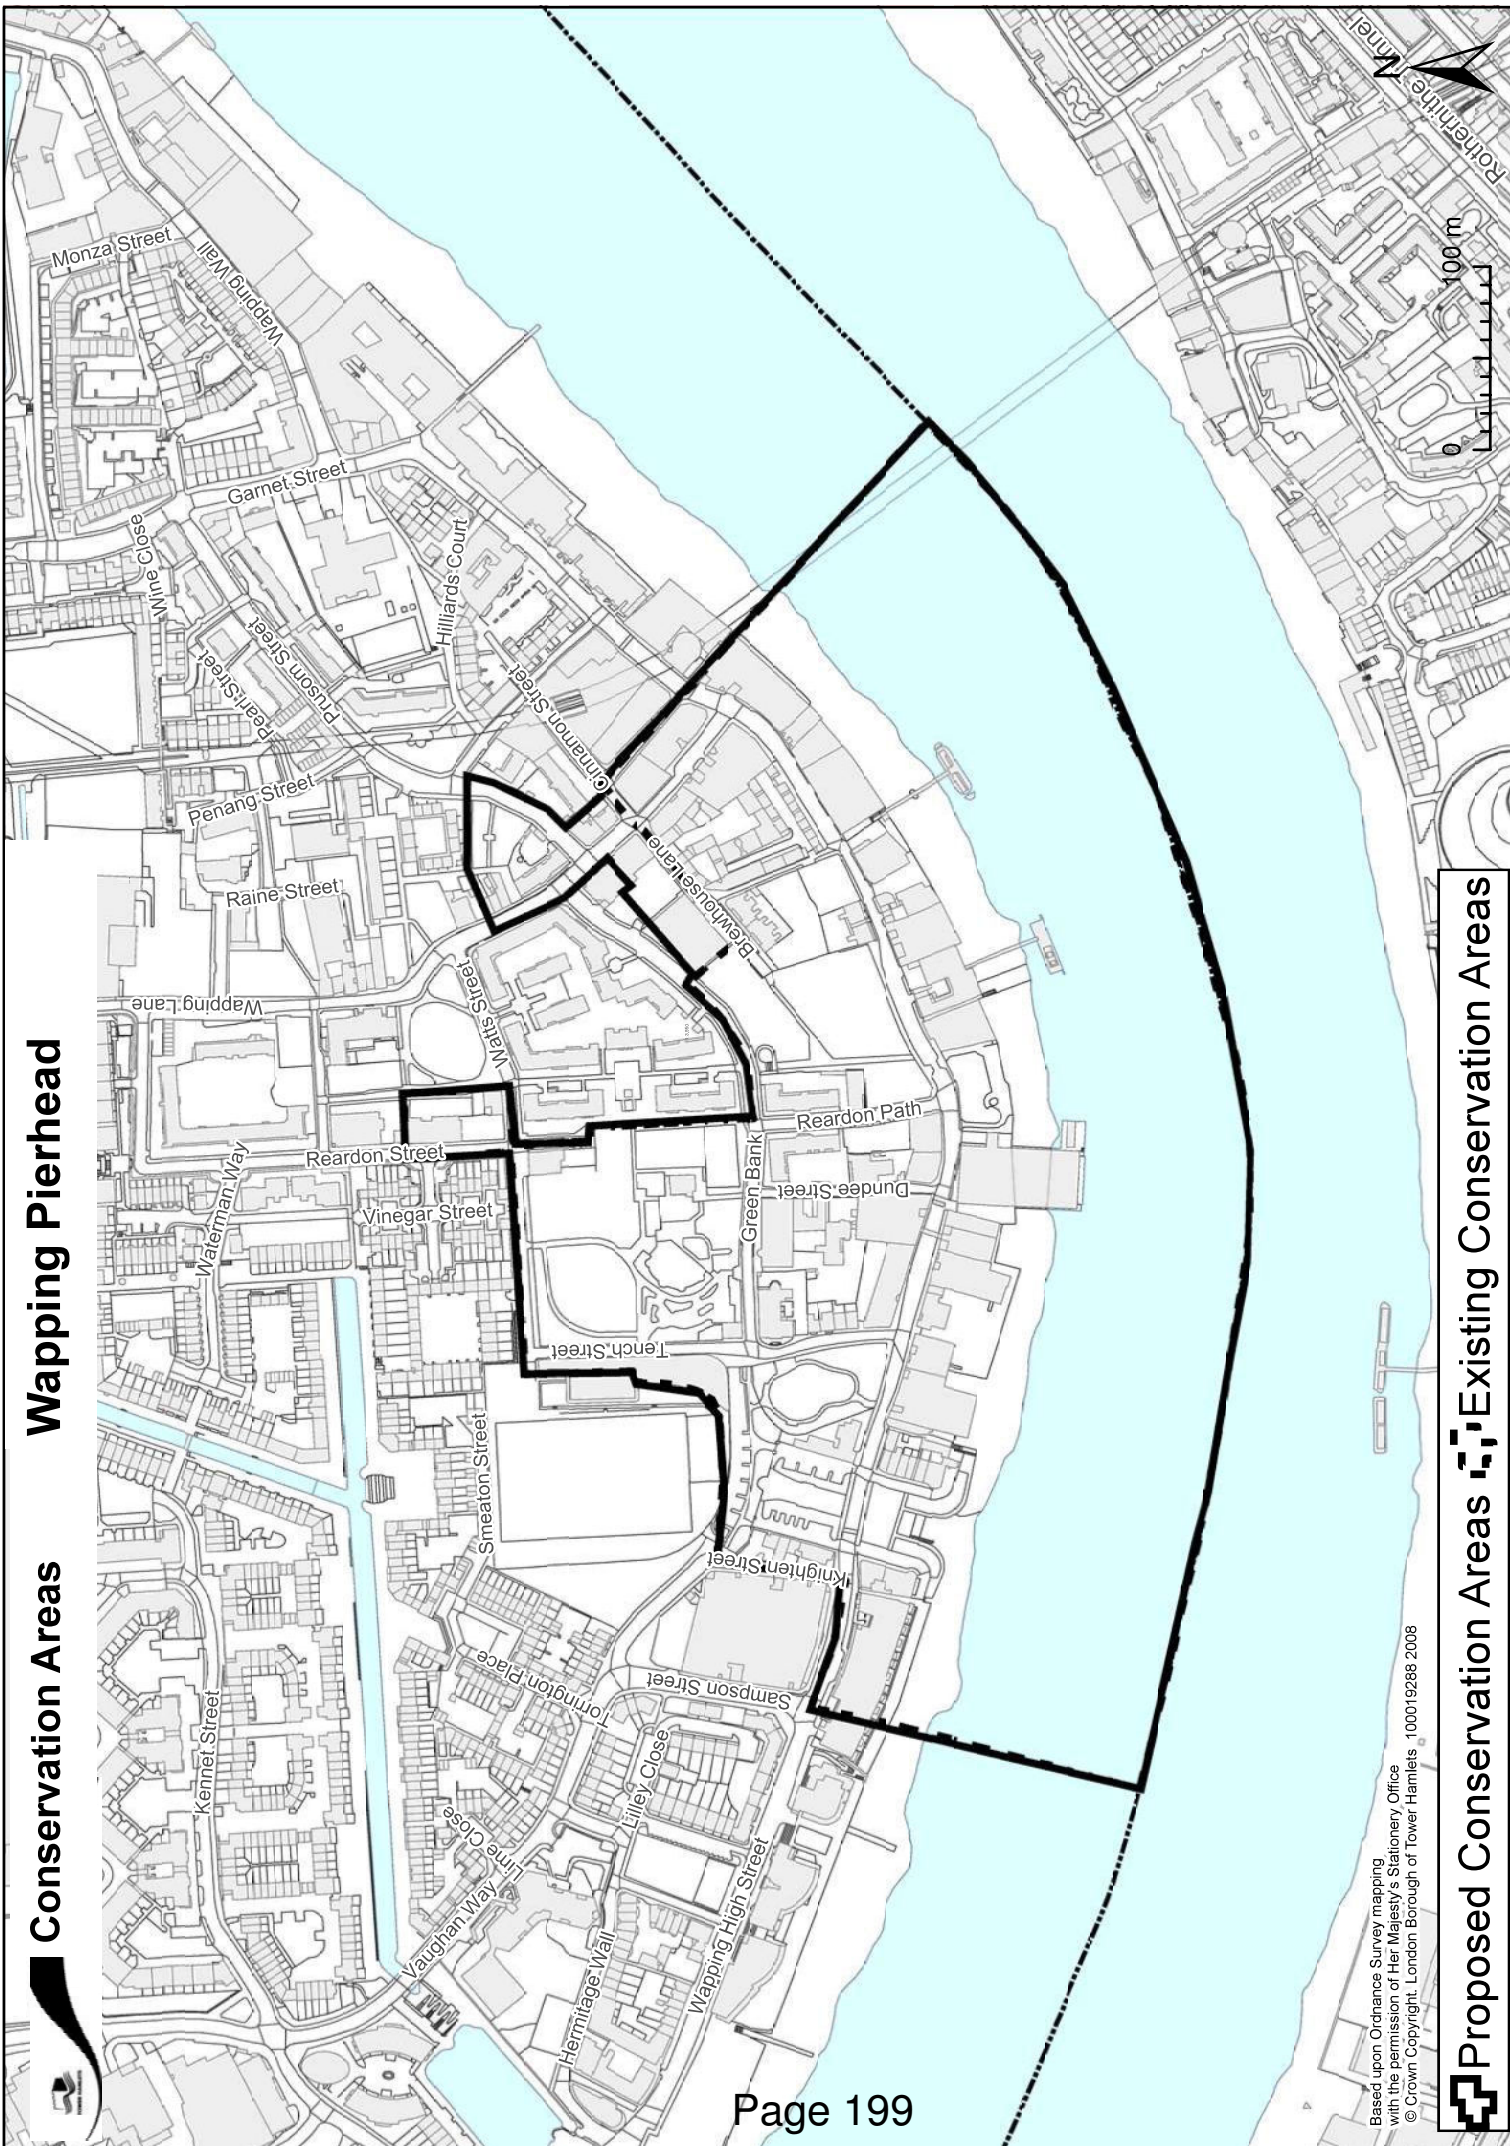 Conservation Areas
Wapping Pierhead
Monza Street
Wapping Wall
Garnet Street
Wine Close
Hilliards Court
Prusom Street
Pearl Street
Cinnamon Street
Penang Street
Raine Street
Brewhouse Lane
Wapping Lane
Watts Street
Reardon Path
Reardon Street
Green Bank
Dundee Street
Waterman Way
Vinegar Street
Tench Street
Smeaton Street
Knighten Street
Torrington Place
Sampson Street
Kennet Street
Lilley Close
Lime Close
Vaughan Way
Hermitage Wall
Wapping High Street
Rotherhithe
N
0 100 m
Based upon Ordnance Survey mapping
with the permission of Her Majesty's Stationery Office
© Crown Copyright. London Borough of Tower Hamlets 100019288 2008
Proposed Conservation Areas Existing Conservation Areas
Page 199